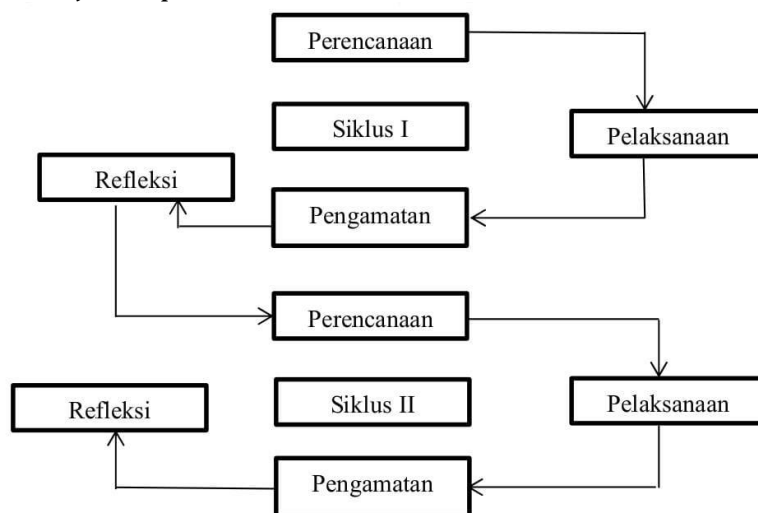 Perencanaan
Siklus I
Pelaksanaan
Refleksi
Pengamatan
Perencanaan
Siklus II
Pelaksanaan
Refleksi
Pengamatan